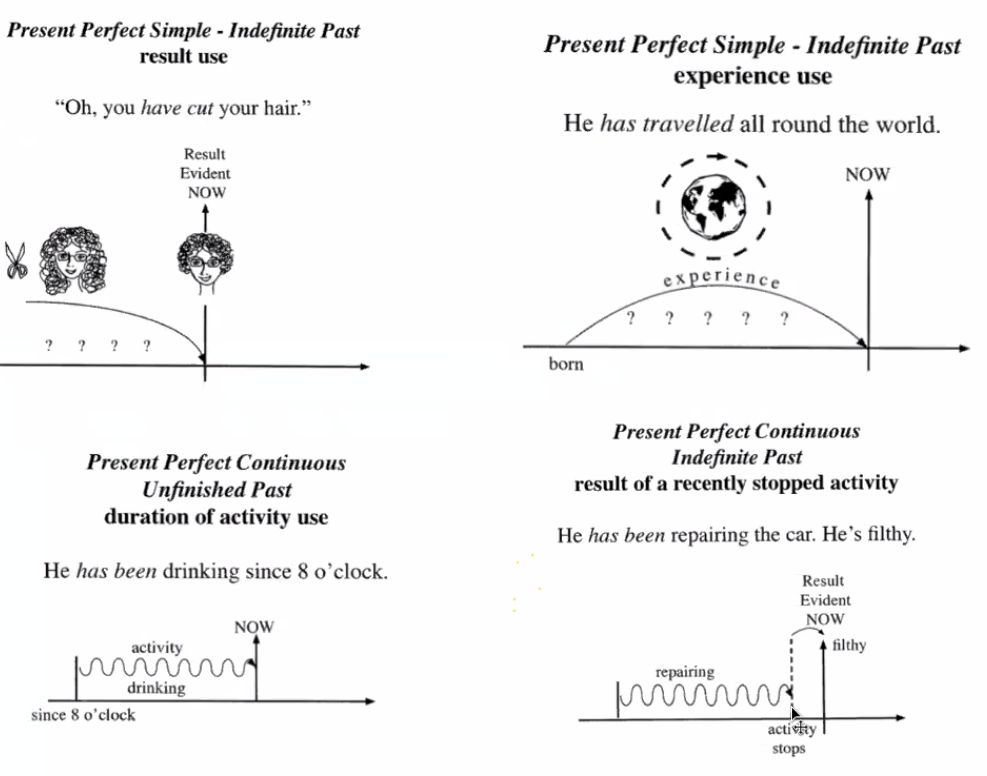 Present Perfect Simple - Indefinite Past
result use
“Oh, you have cut your hair.”
Result
Evident
NOW
? ? ? ?
Present Perfect Simple - Indefinite Past
experience use
He has travelled all round the world.
NOW
experience
? ? ? ? ?
born
Present Perfect Continuous
Unfinished Past
duration of activity use
He has been drinking since 8 o’clock.
NOW
activity
drinking
since 8 o’clock
Present Perfect Continuous
Indefinite Past
result of a recently stopped activity
He has been repairing the car. He’s filthy.
Result
Evident
NOW
filthy
repairing
activity
stops